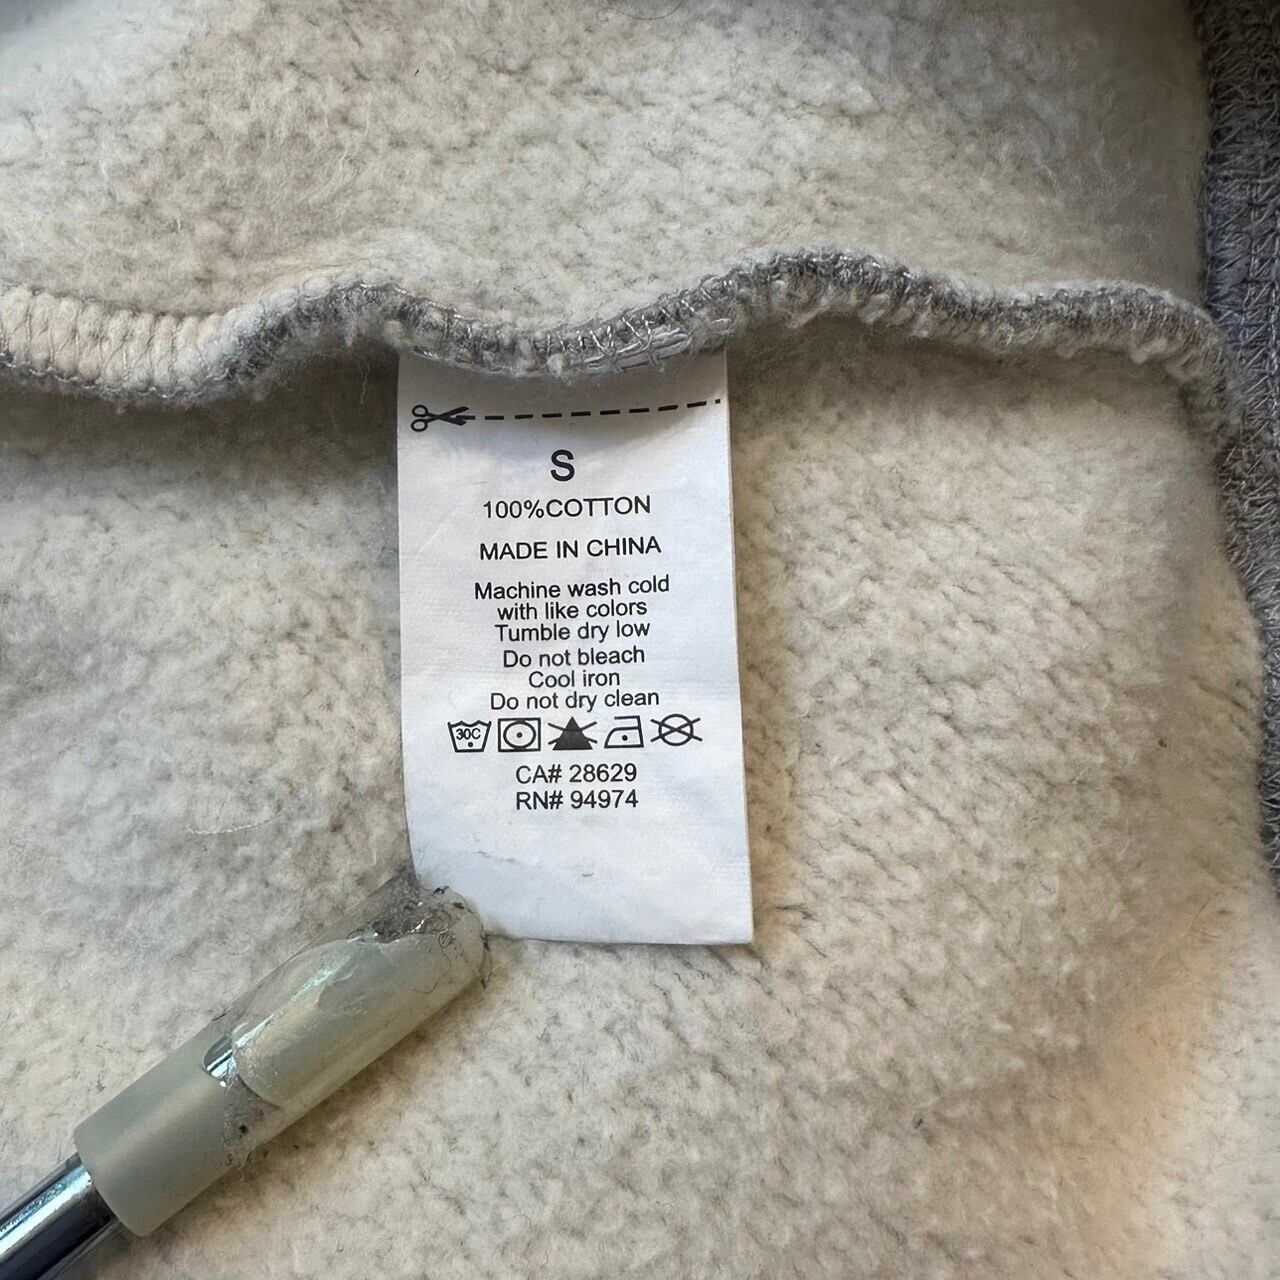 S
100%COTTON
MADE IN CHINA
Machine wash cold
with like colors
Tumble dry low
Do not bleach
Cool iron
Do not dry clean
30C
CA# 28629
RN# 94974